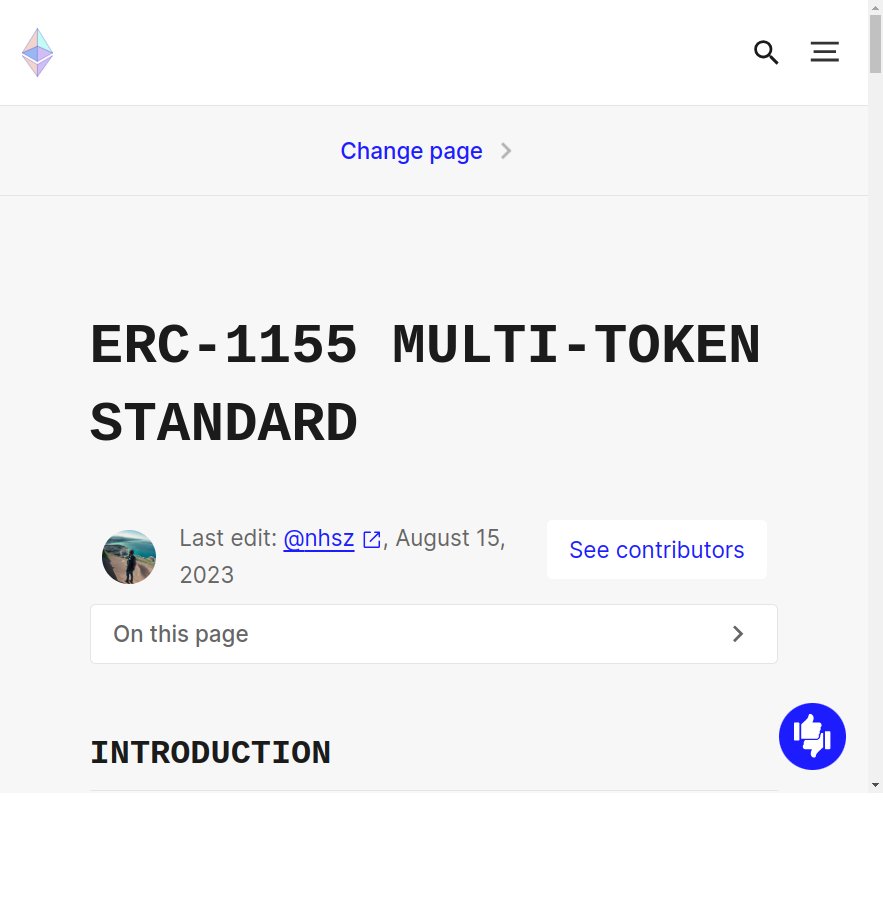 Change page
ERC-1155 MULTI-TOKEN
STANDARD
Last edit: @nhsz , August 15,
2023
See contributors
On this page
INTRODUCTION